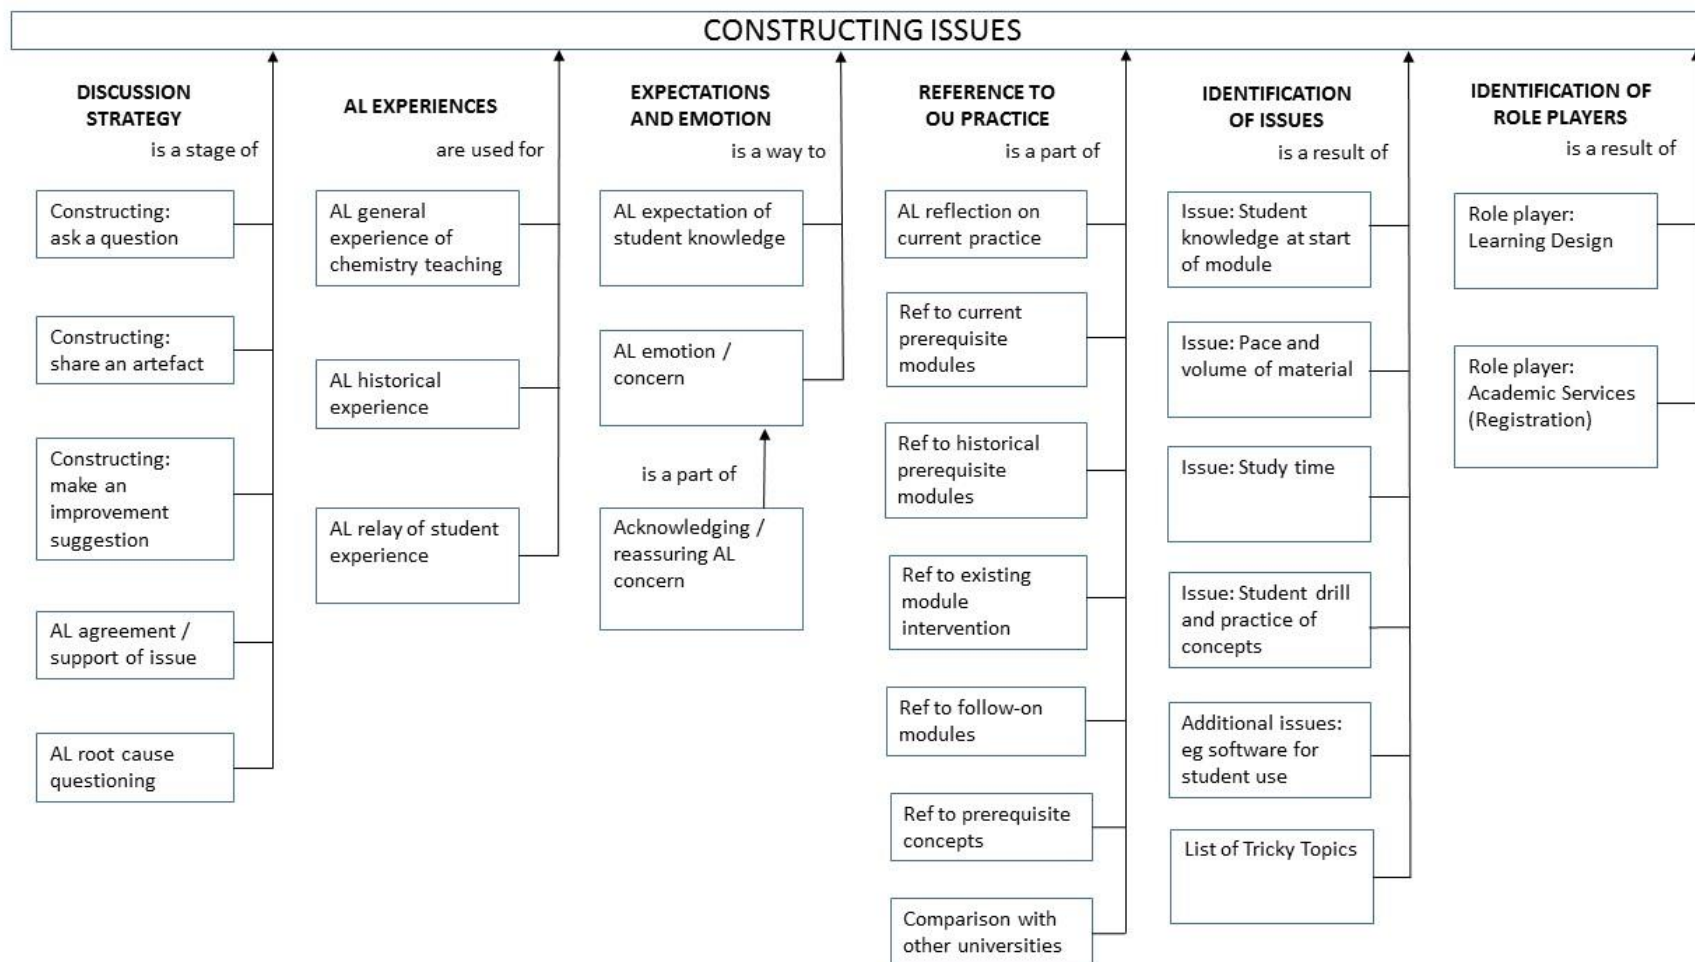 CONSTRUCTING ISSUES
DISCUSSION
STRATEGY
is a stage of
Constructing:
ask a question
Constructing:
share an artefact
Constructing:
make an
improvement
suggestion
AL agreement /
support of issue
AL root cause
questioning
AL EXPERIENCES
are used for
AL general
experience of
chemistry teaching
AL historical
experience
AL relay of student
experience
EXPECTATIONS
AND EMOTION
is a way to
AL expectation of
student knowledge
AL emotion /
concern
is a part of
Acknowledging /
reassuring AL
concern
REFERENCE TO
OU PRACTICE
is a part of
AL reflection on
current practice
Ref to current
prerequisite
modules
Ref to historical
prerequisite
modules
Ref to existing
module
intervention
Ref to follow-on
modules
Ref to prerequisite
concepts
Comparison with
other universities
IDENTIFICATION
OF ISSUES
is a result of
Issue: Student
knowledge at start
of module
Issue: Pace and
volume of material
Issue: Study time
Issue: Student drill
and practice of
concepts
Additional issues:
eg software for
student use
List of Tricky Topics
IDENTIFICATION OF
ROLE PLAYERS
is a result of
Role player:
Learning Design
Role player:
Academic Services
(Registration)